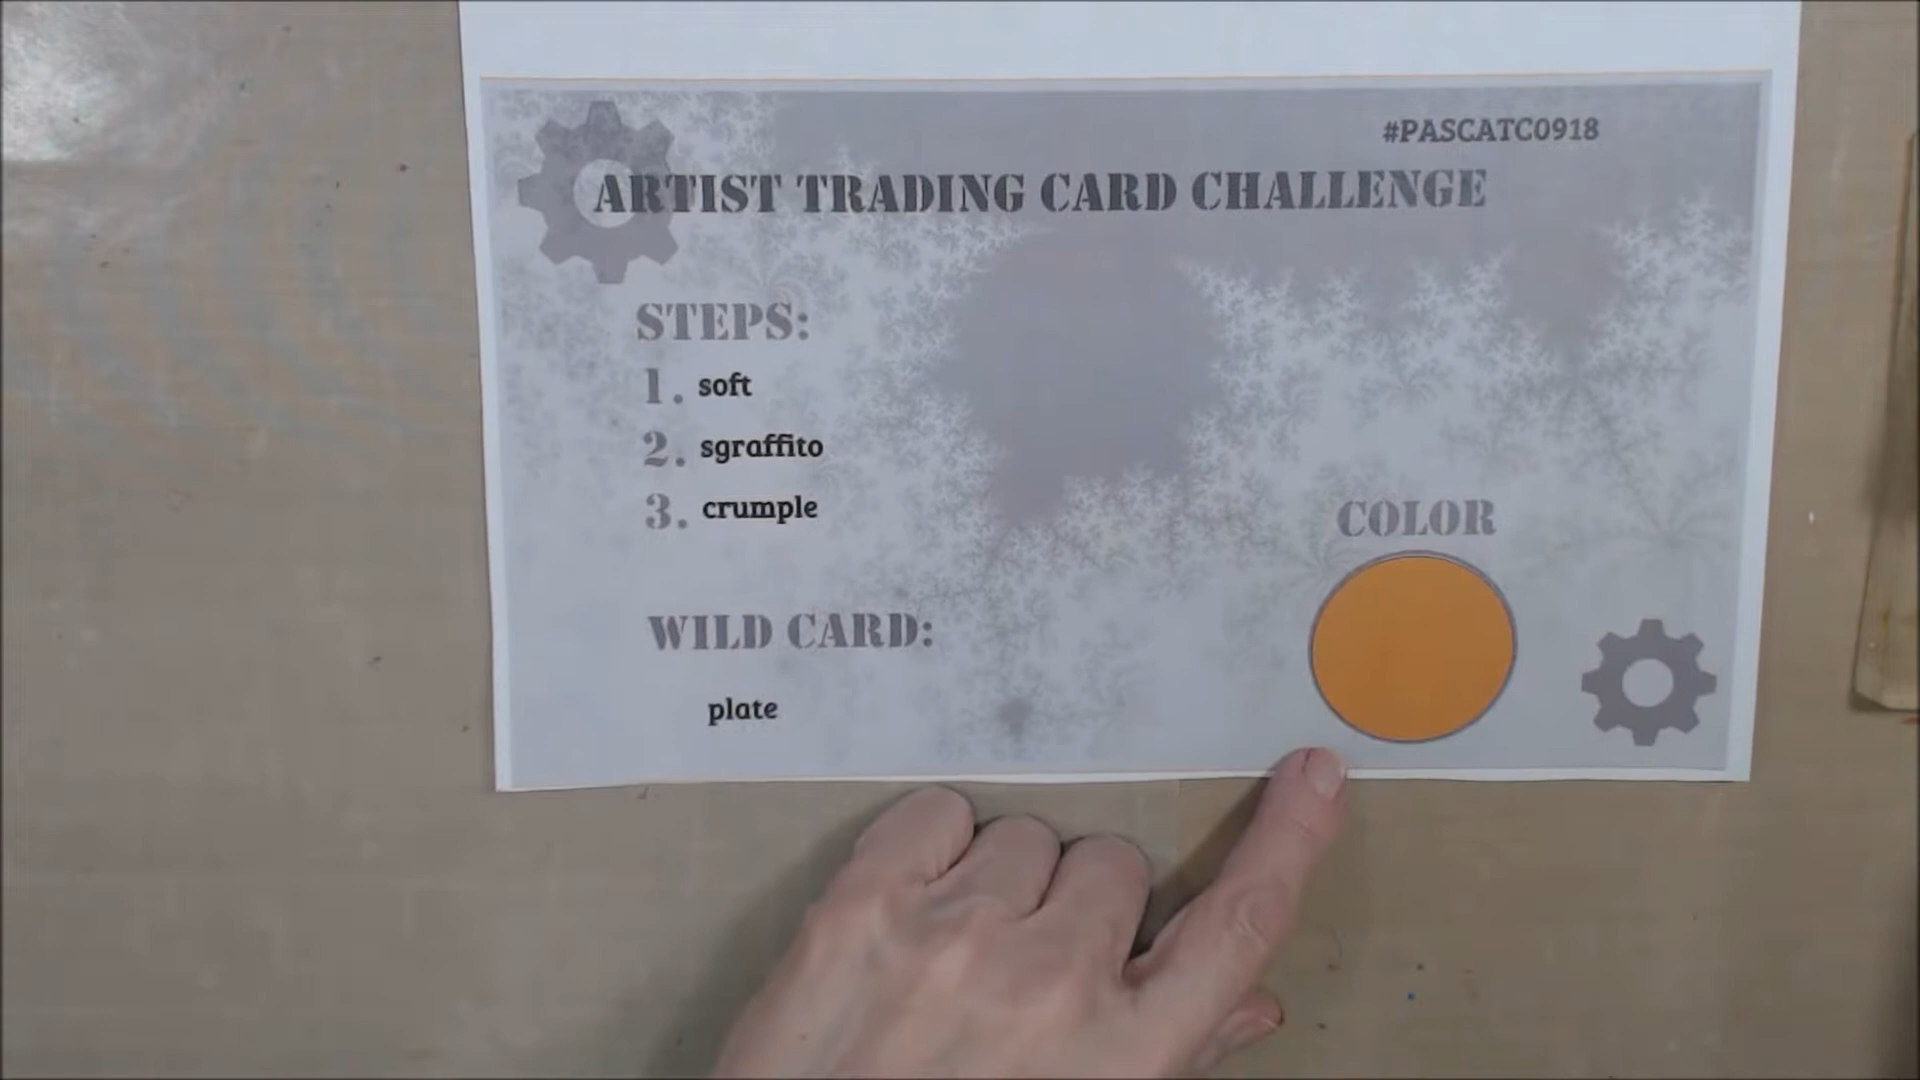 #PASCATC0918
ARTIST TRADING CARD CHALLENGE
STEPS:
1. soft
2. sgraffito
3. crumple
WILD CARD:
plate
COLOR